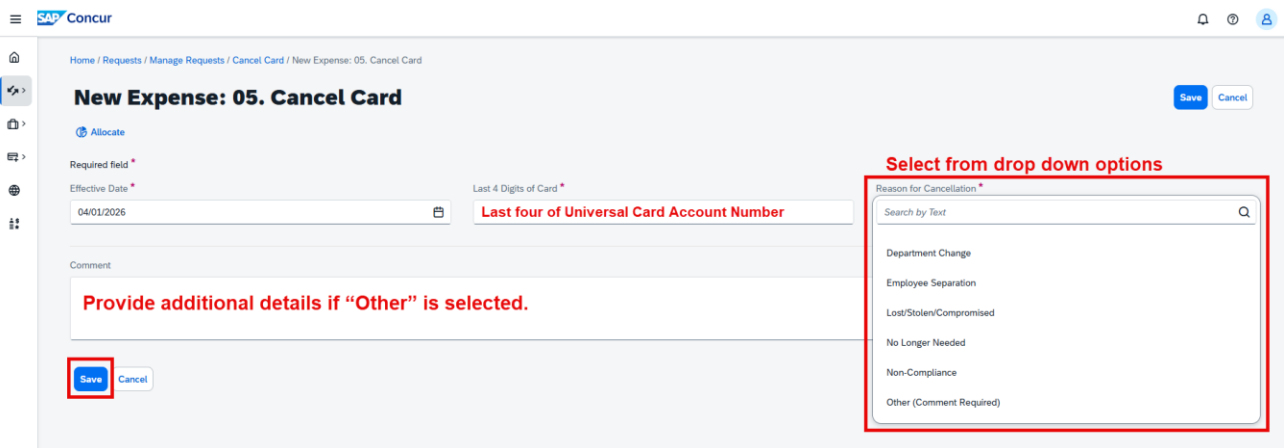 SAP Concur
Home / Requests / Manage Requests / Cancel Card / New Expense: 05. Cancel Card
New Expense: 05. Cancel Card
Save Cancel
Allocate
Required field *
Select from drop down options
Effective Date * Last 4 Digits of Card * Reason for Cancellation *
04/01/2026 Last four of Universal Card Account Number Search by Text
Department Change
Comment
Employee Separation
Provide additional details if “Other” is selected.
Lost/Stolen/Compromised
No Longer Needed
Non-Compliance
Save Cancel
Other (Comment Required)